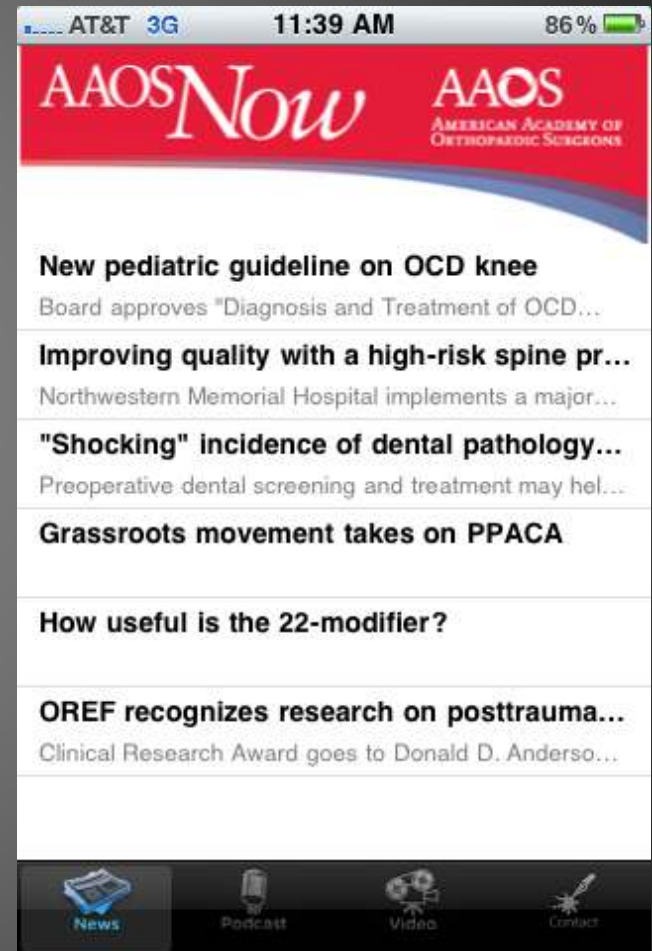 AT&T 3G 11:39 AM 86%
AAOS Now AAOS
AMERICAN ACADEMY OF
ORTHOPAEDIC SURGEONS
New pediatric guideline on OCD knee
Board approves "Diagnosis and Treatment of OCD...
Improving quality with a high-risk spine pr...
Northwestern Memorial Hospital implements a major...
"Shocking" incidence of dental pathology...
Preoperative dental screening and treatment may hel...
Grassroots movement takes on PPACA
How useful is the 22-modifier?
OREF recognizes research on posttrauma...
Clinical Research Award goes to Donald D. Anderso...
News Podcast Video Contact